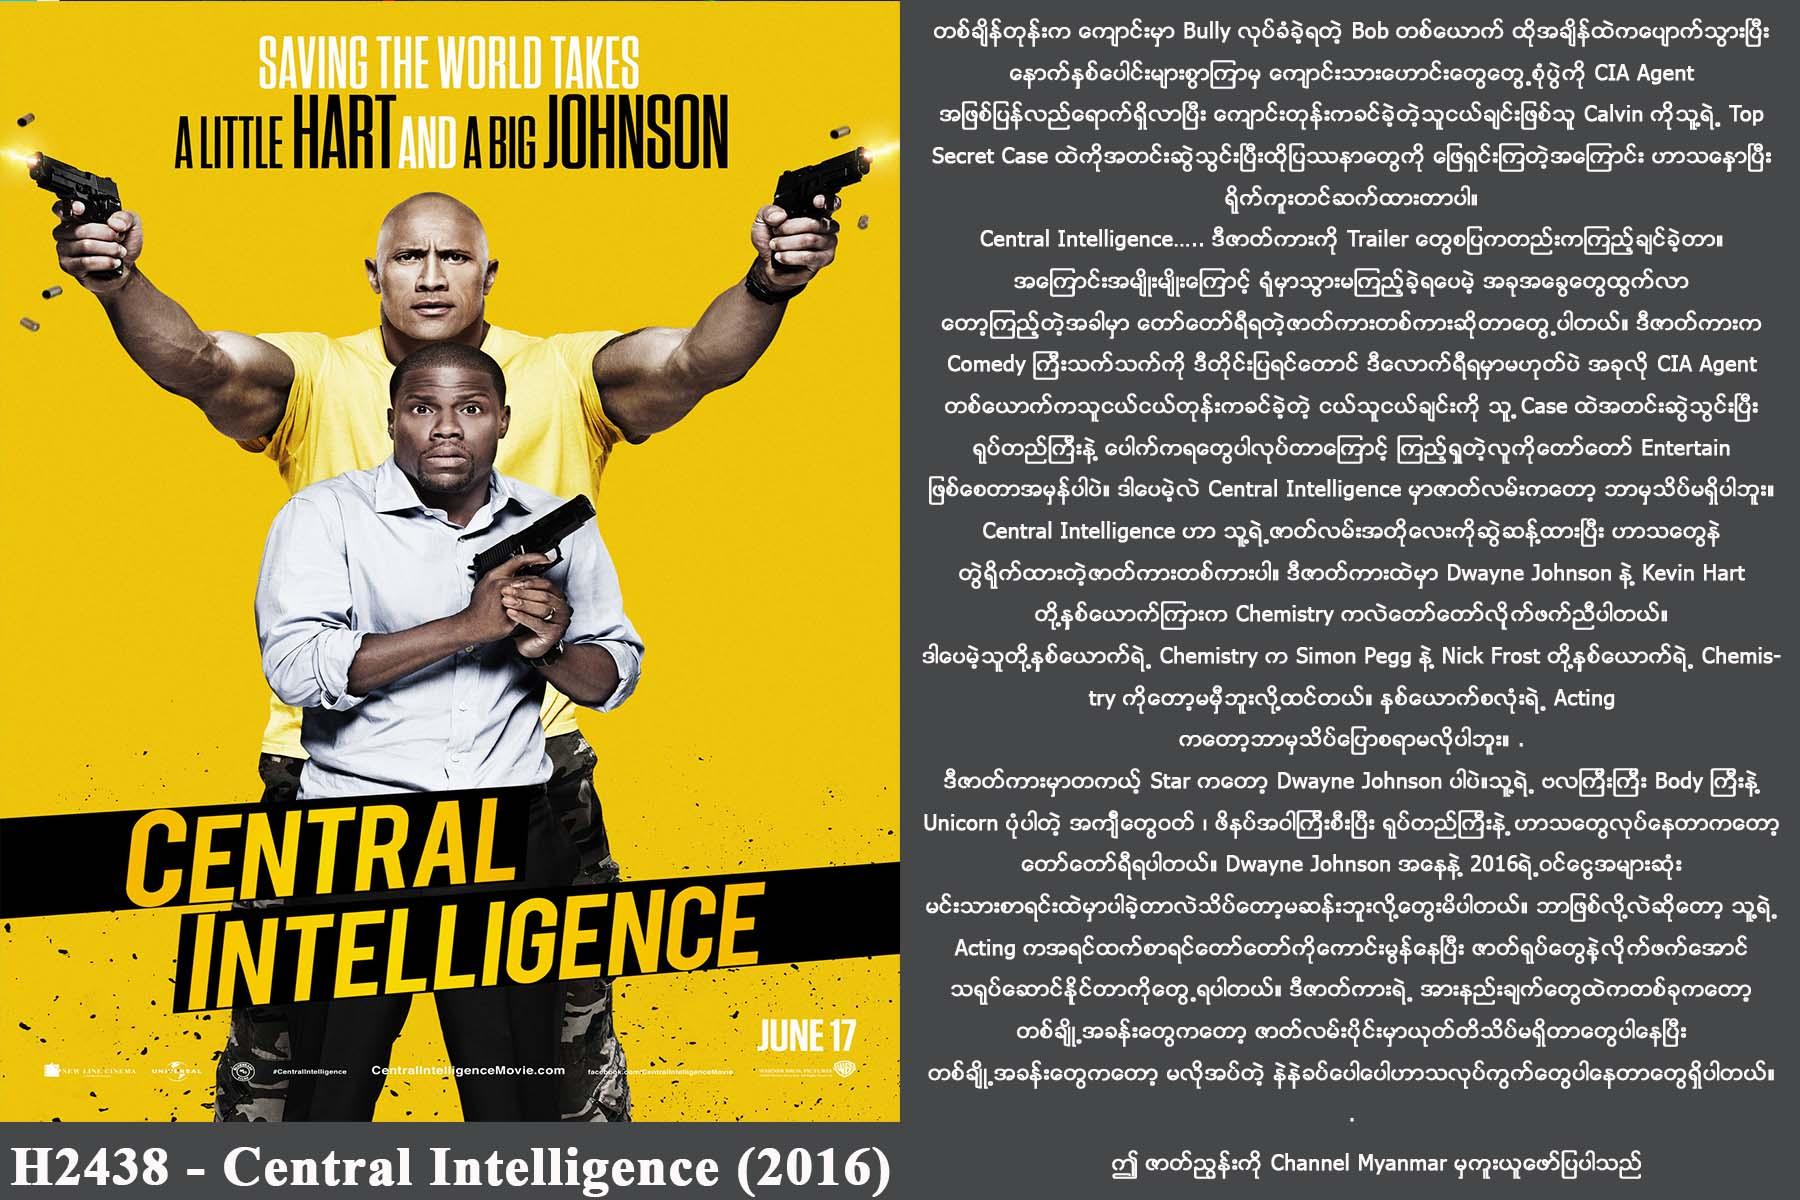 SAVING THE WORLD TAKES
A LITTLE HART AND A BIG JOHNSON
CENTRAL
INTELLIGENCE
JUNE 17
NEW LINE CINEMA
UNIVERSAL
#CentralIntelligence
CentralIntelligenceMovie.com
facebook.com/CentralIntelligenceMovie
WARNER BROS. PICTURES
H2438 - Central Intelligence (2016)
တစ်ချိန်တုန်းက ကျောင်းမှာ Bully လုပ်ခံခဲ့ရတဲ့ Bob တစ်ယောက် ထိုအချိန်ထဲကပျောက်သွားပြီး
နောက်နှစ်ပေါင်းများစွာကြာမှ ကျောင်းသားဟောင်းတွေတွေ့စုံပွဲကို CIA Agent
အဖြစ်ပြန်လည်ရောက်ရှိလာပြီး ကျောင်းတုန်းကခင်ခဲ့တဲ့သူငယ်ချင်းဖြစ်သူ Calvin ကိုသူ့ရဲ့ Top
Secret Case ထဲကိုအတင်းဆွဲသွင်းပြီးထိုပြဿနာတွေကို ဖြေရှင်းကြတဲ့အကြောင်း ဟာသနှောပြီး
ရိုက်ကူးတင်ဆက်ထားတာပါ။
Central Intelligence..... ဒီဇာတ်ကားကို Trailer တွေစပြကတည်းကကြည့်ချင်ခဲ့တာ။
အကြောင်းအမျိုးမျိုးကြောင့် ရုံမှာသွားမကြည့်ခဲ့ရပေမဲ့ အခုအခွေတွေထွက်လာ
တော့ကြည့်တဲ့အခါမှာ တော်တော်ရီရတဲ့ဇာတ်ကားတစ်ကားဆိုတာတွေ့ပါတယ်။ ဒီဇာတ်ကားက
Comedy ကြီးသက်သက်ကို ဒီတိုင်းပြရင်တောင် ဒီလောက်ရီရမှာမဟုတ်ပဲ အခုလို CIA Agent
တစ်ယောက်ကသူငယ်ငယ်တုန်းကခင်ခဲ့တဲ့ ငယ်သူငယ်ချင်းကို သူ့ Case ထဲအတင်းဆွဲသွင်းပြီး
ရုပ်တည်ကြီးနဲ့ ပေါက်ကရတွေပါလုပ်တာကြောင့် ကြည့်ရှုတဲ့လူကိုတော်တော် Entertain
ဖြစ်စေတာအမှန်ပါပဲ။ ဒါပေမဲ့လဲ Central Intelligence မှာဇာတ်လမ်းကတော့ ဘာမှသိပ်မရှိပါဘူး။
Central Intelligence ဟာ သူ့ရဲ့ဇာတ်လမ်းအတိုလေးကိုဆွဲဆန့်ထားပြီး ဟာသတွေနဲ
တွဲရိုက်ထားတဲ့ဇာတ်ကားတစ်ကားပါ။ ဒီဇာတ်ကားထဲမှာ Dwayne Johnson နဲ့ Kevin Hart
တို့နှစ်ယောက်ကြားက Chemistry ကလဲတော်တော်လိုက်ဖက်ညီပါတယ်။
ဒါပေမဲ့သူတို့နှစ်ယောက်ရဲ့ Chemistry က Simon Pegg နဲ့ Nick Frost တို့နှစ်ယောက်ရဲ့ Chemis-
try ကိုတော့မမှီဘူးလို့ထင်တယ်။ နှစ်ယောက်စလုံးရဲ့ Acting
ကတော့ဘာမှသိပ်ပြောစရာမလိုပါဘူး။ .
ဒီဇာတ်ကားမှာတကယ့် Star ကတော့ Dwayne Johnson ပါပဲ။သူ့ရဲ့ ဗလကြီးကြီး Body ကြီးနဲ့
Unicorn ပုံပါတဲ့ အင်္ကျီတွေဝတ် ၊ ဖိနပ်အဝါကြီးစီးပြီး ရုပ်တည်ကြီးနဲ့ ဟာသတွေလုပ်နေတာကတော့
တော်တော်ရီရပါတယ်။ Dwayne Johnson အနေနဲ့ 2016ရဲ့ဝင်ငွေအများဆုံး
မင်းသားစာရင်းထဲမှာပါခဲ့တာလဲသိပ်တော့မဆန်းဘူးလို့တွေးမိပါတယ်။ ဘာဖြစ်လို့လဲဆိုတော့ သူ့ရဲ့
Acting ကအရင်ထက်စာရင်တော်တော်ကိုကောင်းမွန်နေပြီး ဇာတ်ရုပ်တွေနဲ့လိုက်ဖက်အောင်
သရုပ်ဆောင်နိုင်တာကိုတွေ့ရပါတယ်။ ဒီဇာတ်ကားရဲ့ အားနည်းချက်တွေထဲကတစ်ခုကတော့
တစ်ချို့အခန်းတွေကတော့ ဇာတ်လမ်းပိုင်းမှာယုတ်တိသိပ်မရှိတာတွေပါနေပြီး
တစ်ချို့အခန်းတွေကတော့ မလိုအပ်တဲ့ နဲနဲခပ်ပေါပေါဟာသလုပ်ကွက်တွေပါနေတာတွေရှိပါတယ်။
.
ဤ ဇာတ်ညွှန်းကို Channel Myanmar မှကူးယူဖော်ပြပါသည်